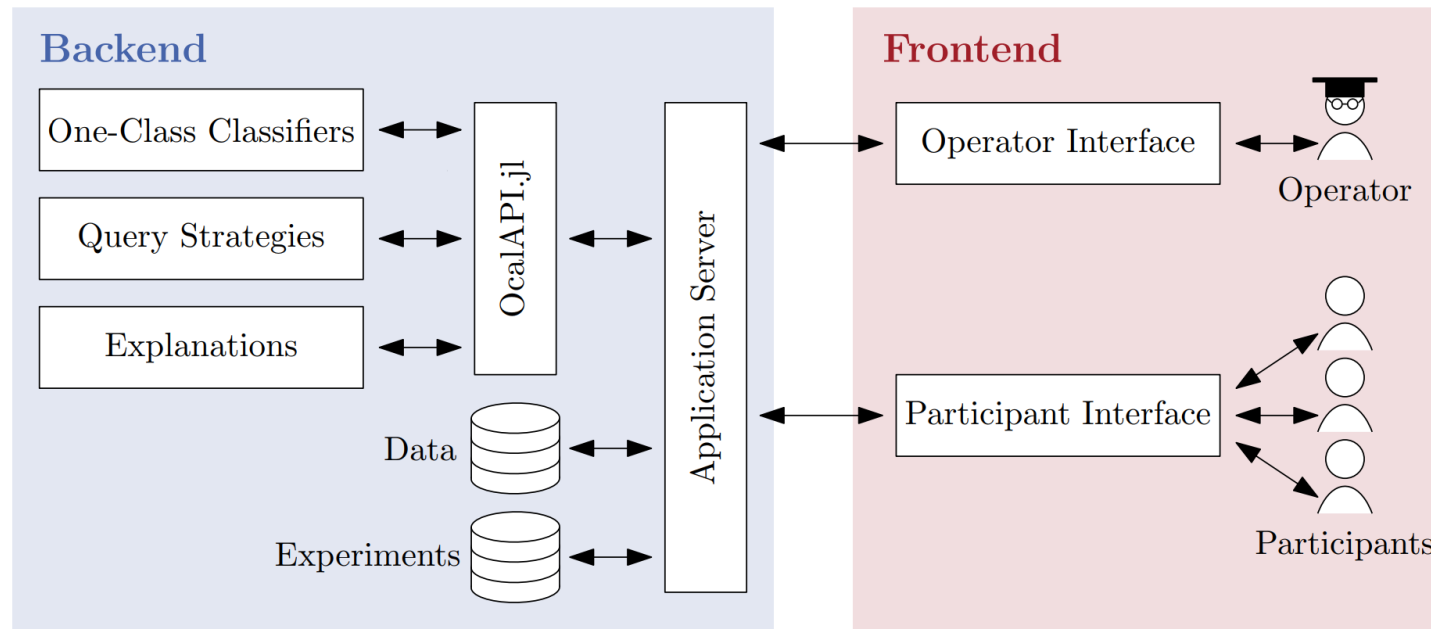 Backend
One-Class Classifiers
Query Strategies
Explanations
OcalAPI.jl
Data
Experiments
Application Server
Frontend
Operator Interface
Operator
Participant Interface
Participants